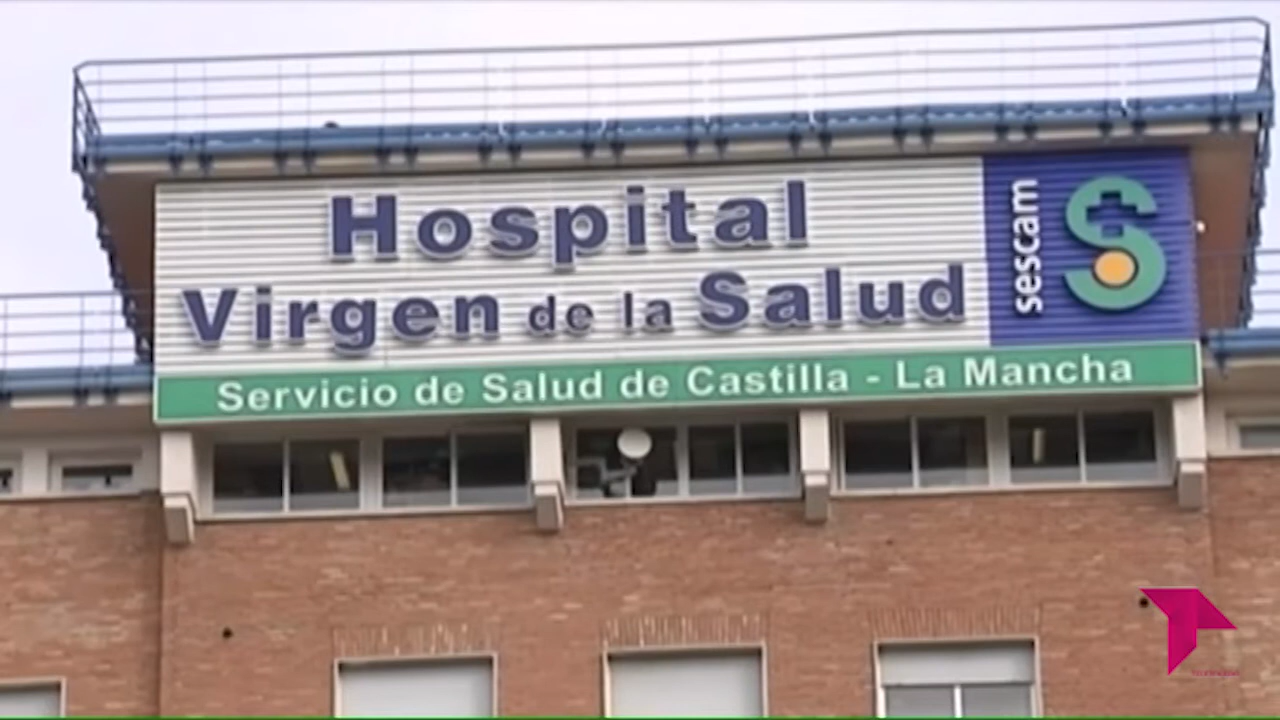 Hospital
Virgen de la Salud
sescam
Servicio de Salud de Castilla - La Mancha